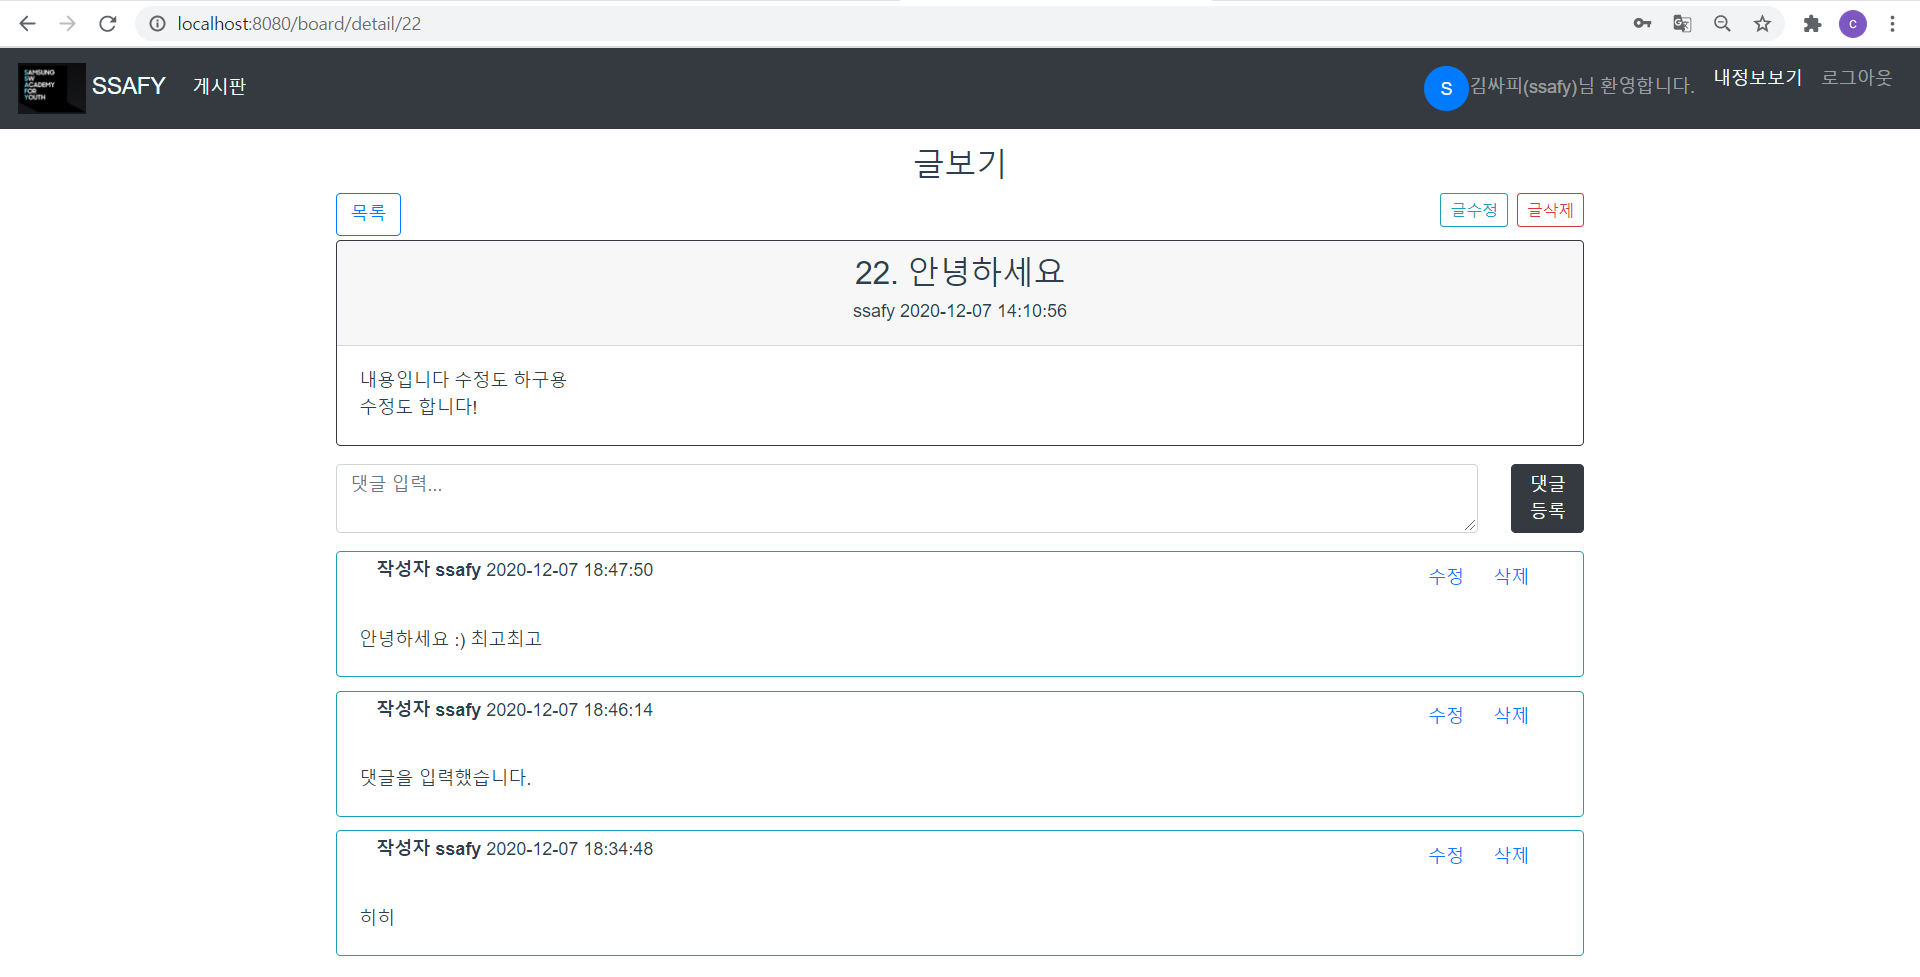 localhost:8080/board/detail/22
C
SAMSUNG
SW
ACADEMY
FOR
YOUTH
SSAFY 게시판
S 김싸피(ssafy)님 환영합니다. 내정보보기 로그아웃
글보기
목록 글수정 글삭제
22. 안녕하세요
ssafy 2020-12-07 14:10:56
내용입니다 수정도 하구용
수정도 합니다!
댓글 입력...
댓글
등록
작성자 ssafy 2020-12-07 18:47:50 수정 삭제
안녕하세요 :) 최고최고
작성자 ssafy 2020-12-07 18:46:14 수정 삭제
댓글을 입력했습니다.
작성자 ssafy 2020-12-07 18:34:48 수정 삭제
히히